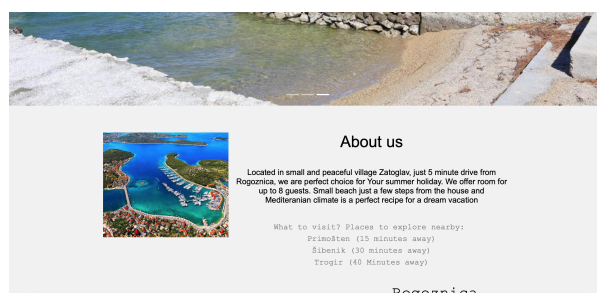 About us
Located in small and peaceful village Zatoglav, just 5 minute drive from
Rogoznica, we are perfect choice for Your summer holiday. We offer room for
up to 8 guests. Small beach just a few steps from the house and
Mediteranian climate is a perfect recipe for a dream vacation
What to visit? Places to explore nearby:
Primošten (15 minutes away)
Šibenik (30 minutes away)
Trogir (40 Minutes away)
Rogoznica